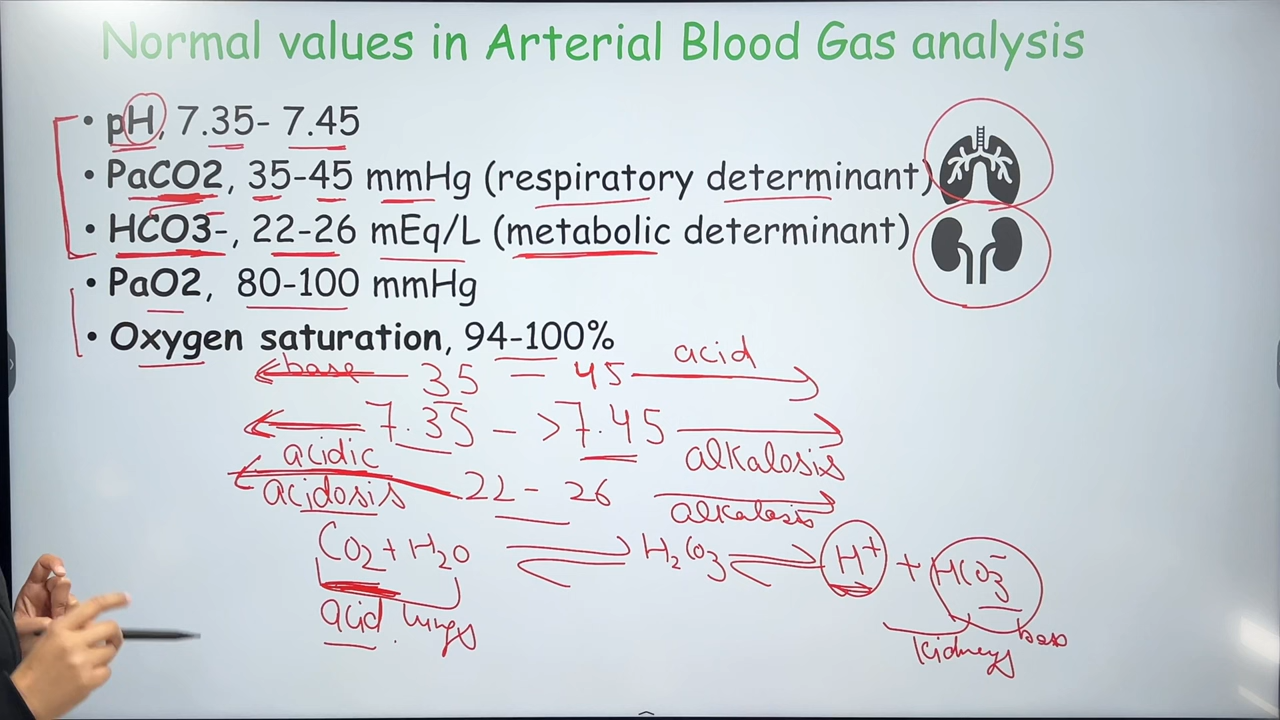 Normal values in Arterial Blood Gas analysis
• pH, 7.35- 7.45
• PaCO2, 35-45 mmHg (respiratory determinant)
• HCO3-, 22-26 mEq/L (metabolic determinant)
• PaO2, 80-100 mmHg
• Oxygen saturation, 94-100%
base 35 - 45 acid
7.35 - >7.45
acidic alkalosis
acidosis 22- 26 alkalosis
CO2 + H2O ⇌ H2CO3 ⇌ H+ + HCO3-
acid. lungs
kidneys base